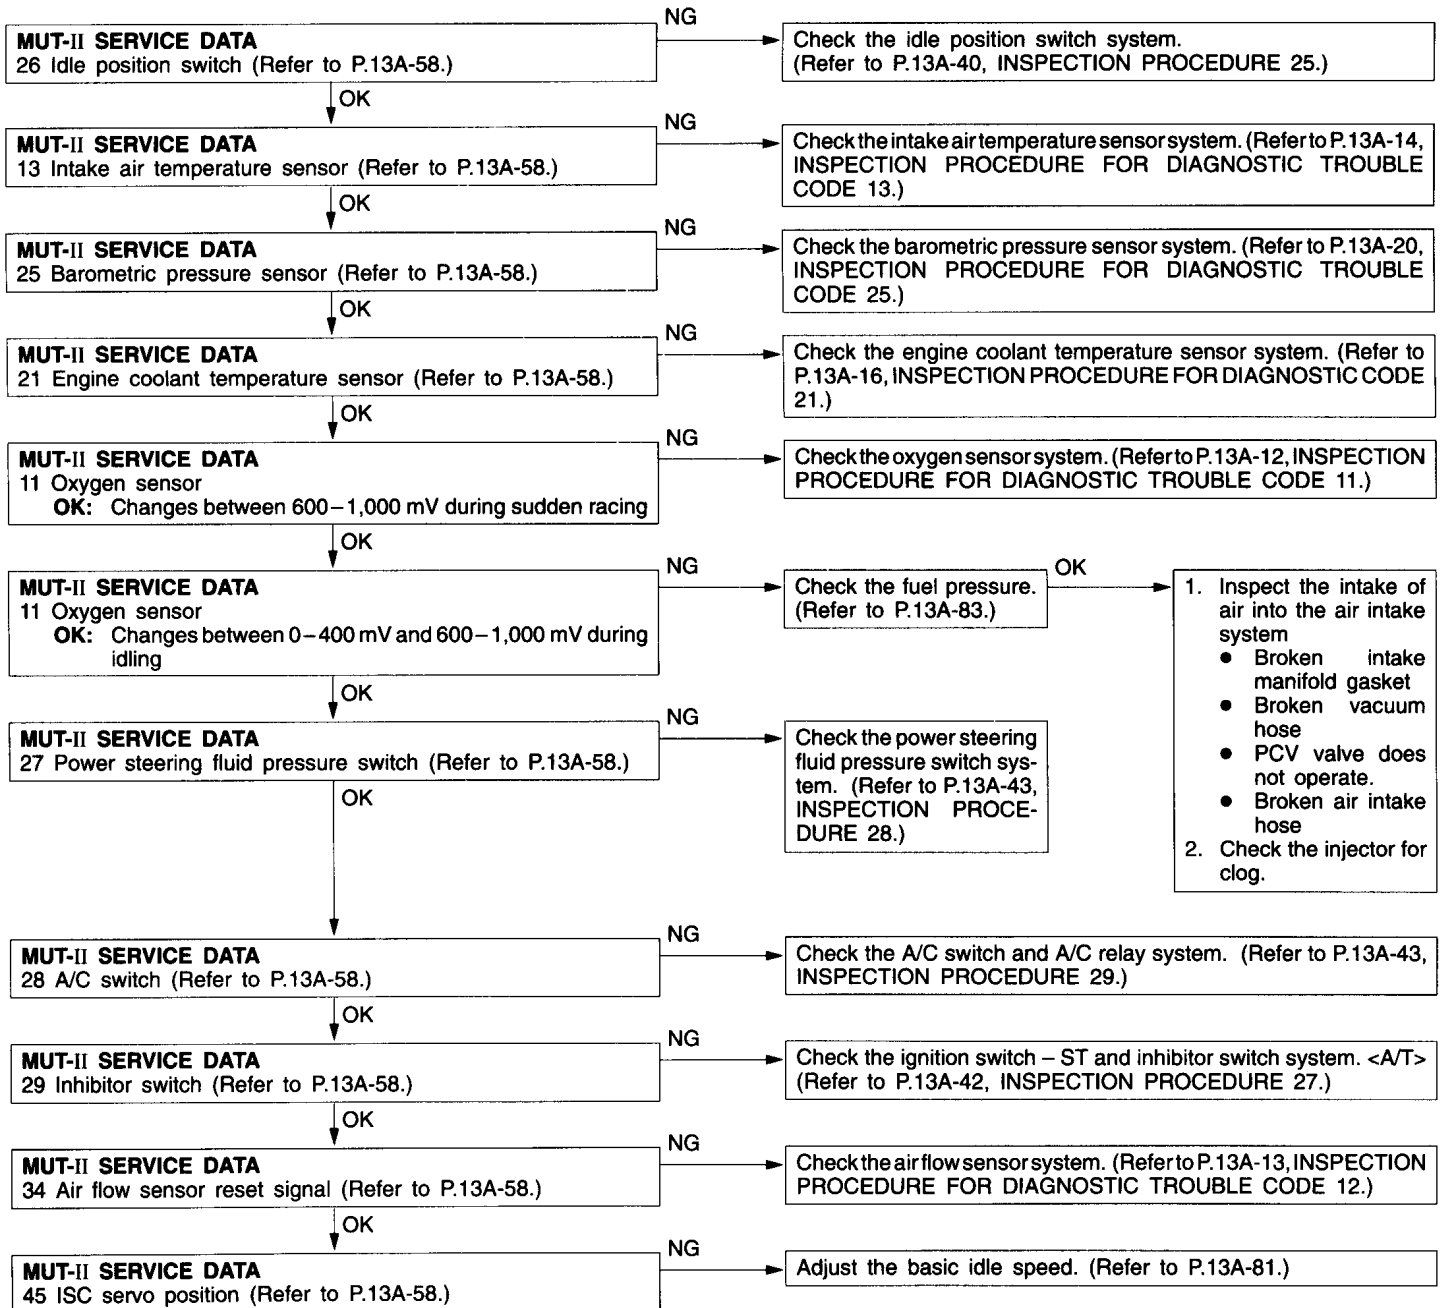 NG
MUT-II SERVICE DATA
26 Idle position switch (Refer to P.13A-58.)
Check the idle position switch system.
(Refer to P.13A-40, INSPECTION PROCEDURE 25.)
OK
NG
MUT-II SERVICE DATA
13 Intake air temperature sensor (Refer to P.13A-58.)
Check the intake air temperature sensor system. (Refer to P.13A-14,
INSPECTION PROCEDURE FOR DIAGNOSTIC TROUBLE
CODE 13.)
OK
NG
MUT-II SERVICE DATA
25 Barometric pressure sensor (Refer to P.13A-58.)
Check the barometric pressure sensor system. (Refer to P.13A-20,
INSPECTION PROCEDURE FOR DIAGNOSTIC TROUBLE
CODE 25.)
OK
NG
MUT-II SERVICE DATA
21 Engine coolant temperature sensor (Refer to P.13A-58.)
Check the engine coolant temperature sensor system. (Refer to
P.13A-16, INSPECTION PROCEDURE FOR DIAGNOSTIC CODE
21.)
OK
NG
MUT-II SERVICE DATA
11 Oxygen sensor
OK: Changes between 600–1,000 mV during sudden racing
Check the oxygen sensor system. (Refer to P.13A-12, INSPECTION
PROCEDURE FOR DIAGNOSTIC TROUBLE CODE 11.)
OK
NG
MUT-II SERVICE DATA
11 Oxygen sensor
OK: Changes between 0–400 mV and 600–1,000 mV during
idling
Check the fuel pressure.
(Refer to P.13A-83.)
OK
1. Inspect the intake of
air into the air intake
system
● Broken intake
manifold gasket
● Broken vacuum
hose
● PCV valve does
not operate.
● Broken air intake
hose
2. Check the injector for
clog.
OK
NG
MUT-II SERVICE DATA
27 Power steering fluid pressure switch (Refer to P.13A-58.)
Check the power steering
fluid pressure switch sys-
tem. (Refer to P.13A-43,
INSPECTION PROCE-
DURE 28.)
OK
NG
MUT-II SERVICE DATA
28 A/C switch (Refer to P.13A-58.)
Check the A/C switch and A/C relay system. (Refer to P.13A-43,
INSPECTION PROCEDURE 29.)
OK
NG
MUT-II SERVICE DATA
29 Inhibitor switch (Refer to P.13A-58.)
Check the ignition switch – ST and inhibitor switch system. <A/T>
(Refer to P.13A-42, INSPECTION PROCEDURE 27.)
OK
NG
MUT-II SERVICE DATA
34 Air flow sensor reset signal (Refer to P.13A-58.)
Check the air flow sensor system. (Refer to P.13A-13, INSPECTION
PROCEDURE FOR DIAGNOSTIC TROUBLE CODE 12.)
OK
NG
MUT-II SERVICE DATA
45 ISC servo position (Refer to P.13A-58.)
Adjust the basic idle speed. (Refer to P.13A-81.)